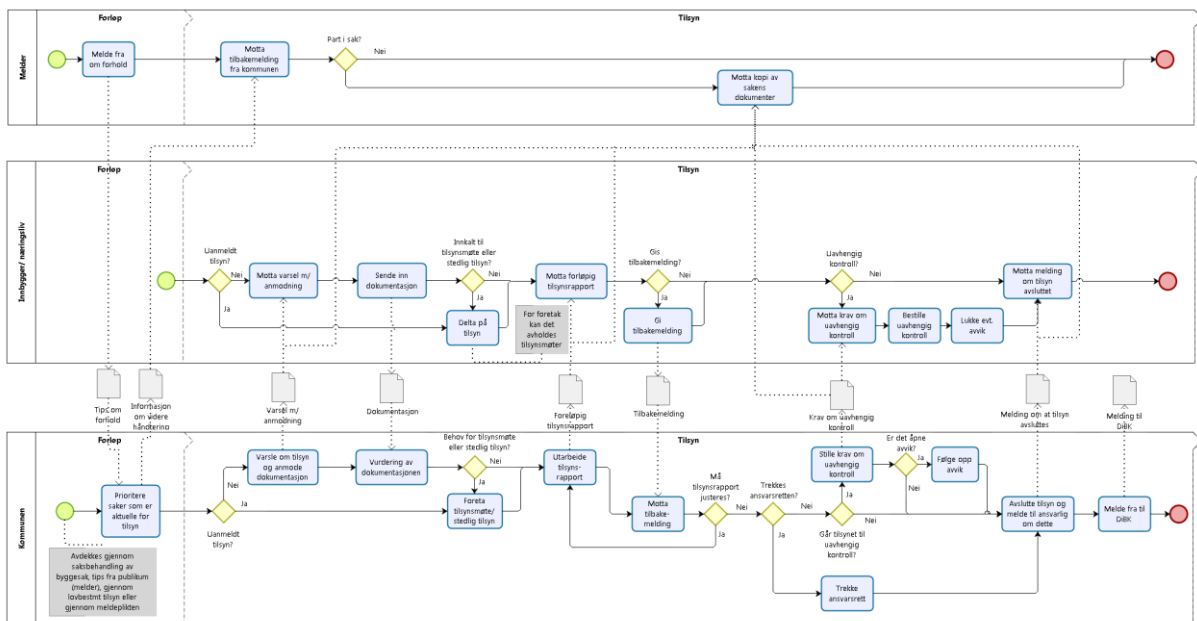 Forløp
Tilsyn
Melder
Melde fra
om forhold
Motta
tilbakemelding
fra kommunen
Part i sak?
Nei
Motta kopi av
sakens
dokumenter
Forløp
Tilsyn
Innbygger/ næringsliv
Uanmeldt
tilsyn?
Nei
Ja
Motta varsel m/
anmodning
Sende inn
dokumentasjon
Innkalt til
tilsynsmøte eller
stedlig tilsyn?
Nei
Ja
Delta på
tilsyn
For foretak
kan det
avholdes
tilsynsmøter
Motta foreløpig
tilsynsrapport
Gis
tilbakemelding?
Nei
Ja
Gi
tilbakemelding
Uavhengig
kontroll?
Nei
Ja
Motta krav om
uavhengig
kontroll
Bestille
uavhengig
kontroll
Lukke evt.
avvik
Motta melding
om tilsyn
avsluttet
Tips om
forhold
Informasjon
om videre
håndtering
Varsel m/
anmodning
Dokumentasjon
Foreløpig
tilsynsrapport
Tilbakemelding
Krav om uavhengig
kontroll
Melding om at tilsyn
avsluttes
Melding til
DiBK
Forløp
Tilsyn
Kommunen
Prioritere
saker som er
aktuelle for
tilsyn
Avdekkes gjennom
saksbehandling av
byggesak, tips fra publikum
(melder), gjennom
lovbestmt tilsyn eller
gjennom meldeplikten
Nei
Ja
Uanmeldt
tilsyn?
Varsle om tilsyn
og anmode
dokumentasjon
Vurdering av
dokumentasjonen
Behov for tilsynsmøte
eller stedlig tilsyn?
Nei
Ja
Foreta
tilsynsmøte/
stedlig tilsyn
Utarbeide
tilsyns-
rapport
Motta
tilbake-
melding
Må
tilsynsrapport
justeres?
Nei
Ja
Trekkes
ansvarsretten?
Nei
Ja
Trekke
ansvarsrett
Stille krav om
uavhengig
kontroll
Ja
Nei
Går tilsynet til
uavhengig
kontroll?
Er det åpne
avvik?
Ja
Nei
Følge opp
avvik
Avslutte tilsyn og
melde til ansvarlig
om dette
Melde fra til
DiBK